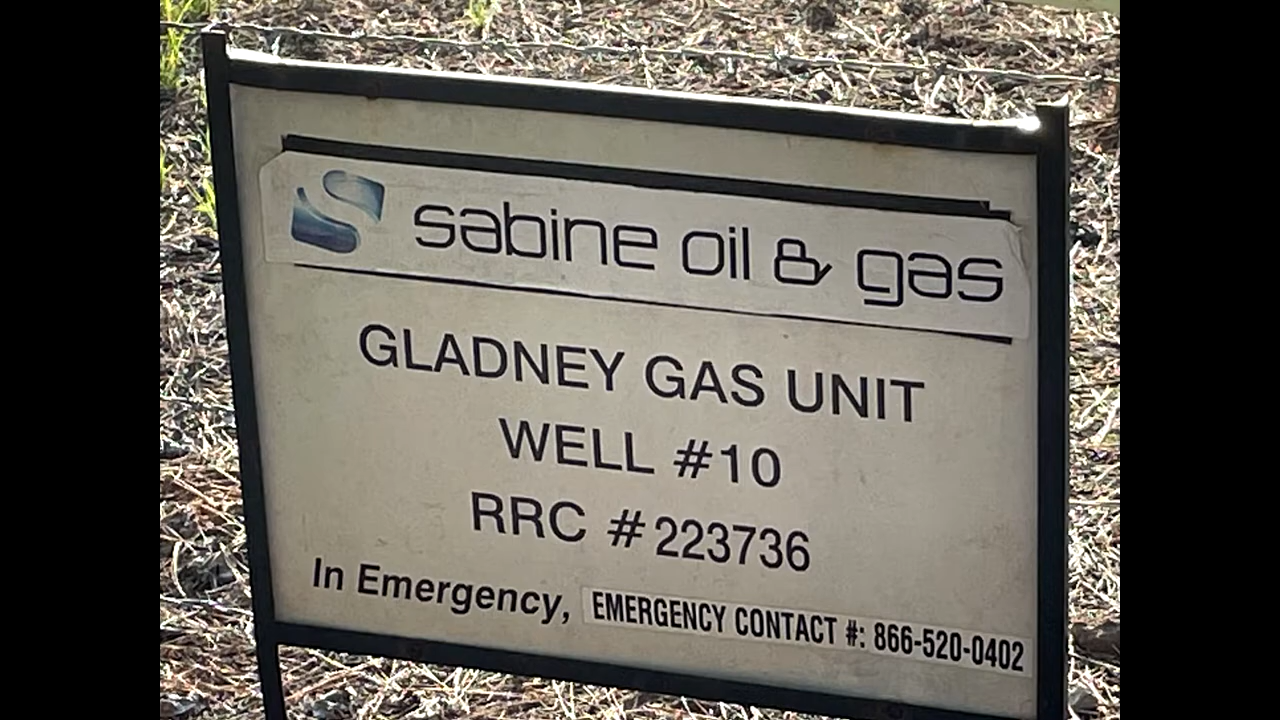 sabine oil & gas
GLADNEY GAS UNIT
WELL #10
RRC #223736
In Emergency, EMERGENCY CONTACT #: 866-520-0402